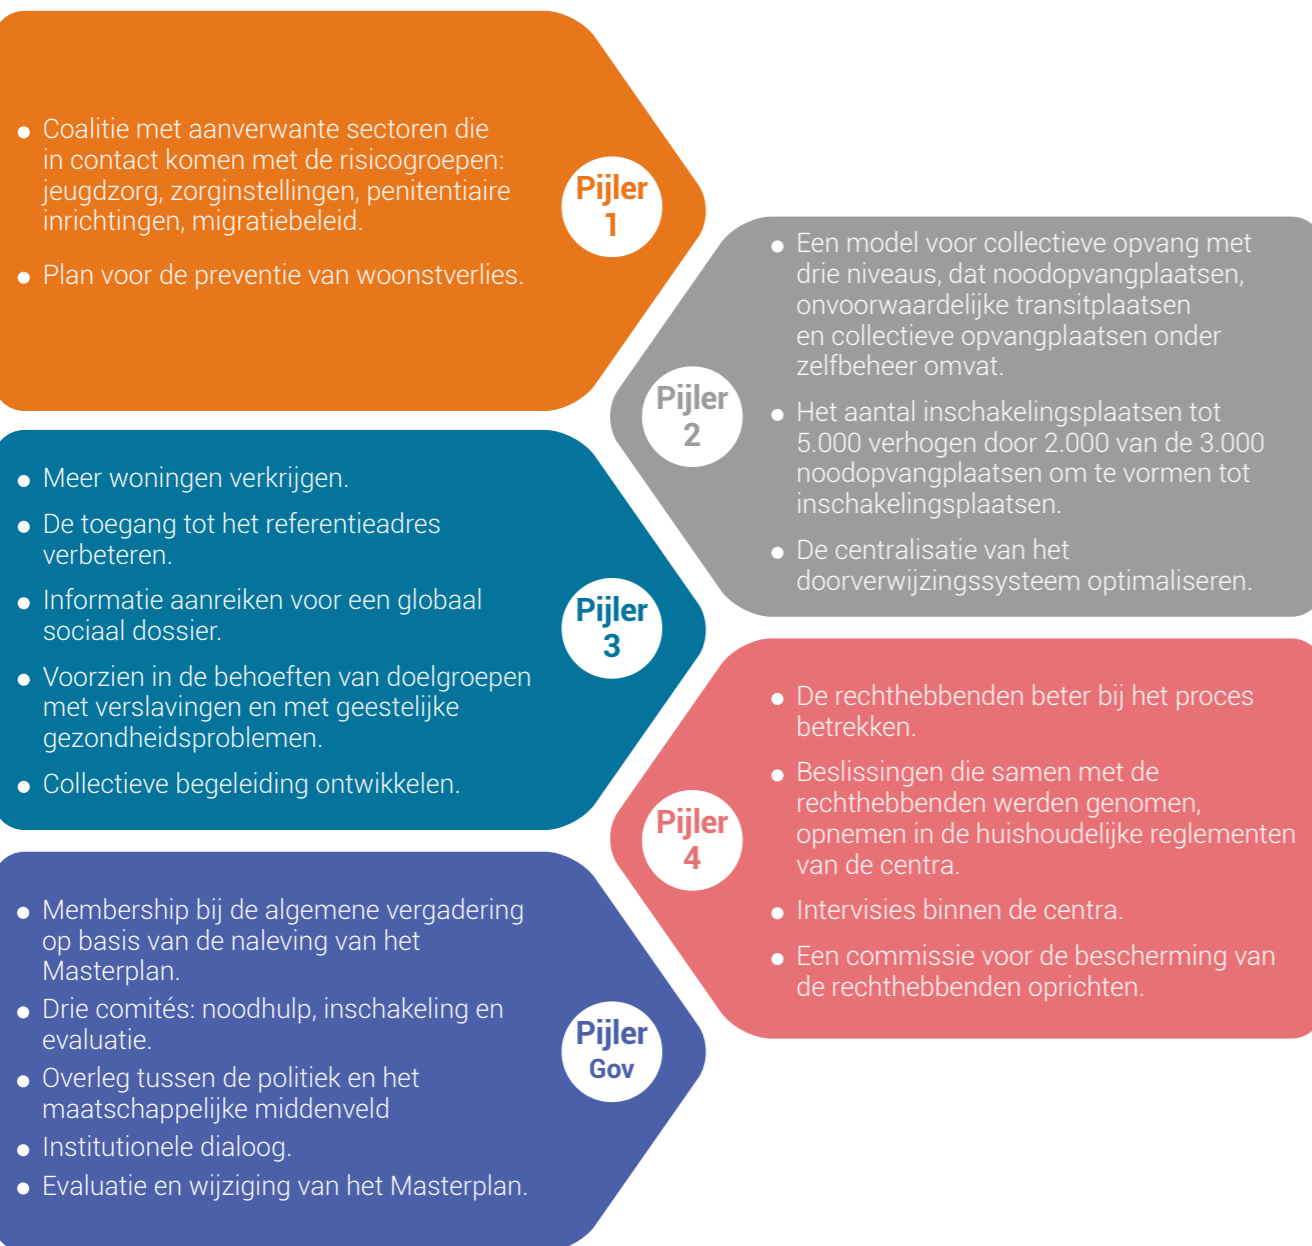 ● Coalitie met aanverwante sectoren die
in contact komen met de risicogroepen:
jeugdzorg, zorginstellingen, penitentiaire
inrichtingen, migratiebeleid.
● Plan voor de preventie van woonstverlies.
Pijler
1
● Een model voor collectieve opvang met
drie niveaus, dat noodopvangplaatsen,
onvoorwaardelijke transitplaatsen
en collectieve opvangplaatsen onder
zelfbeheer omvat.
● Het aantal inschakelingsplaatsen tot
5.000 verhogen door 2.000 van de 3.000
noodopvangplaatsen om te vormen tot
inschakelingsplaatsen.
● De centralisatie van het
doorverwijzingssysteem optimaliseren.
Pijler
2
● Meer woningen verkrijgen.
● De toegang tot het referentieadres
verbeteren.
● Informatie aanreiken voor een globaal
sociaal dossier.
● Voorzien in de behoeften van doelgroepen
met verslavingen en met geestelijke
gezondheidsproblemen.
● Collectieve begeleiding ontwikkelen.
Pijler
3
● De rechthebbenden beter bij het proces
betrekken.
● Beslissingen die samen met de
rechthebbenden werden genomen,
opnemen in de huishoudelijke reglementen
van de centra.
● Intervisies binnen de centra.
● Een commissie voor de bescherming van
de rechthebbenden oprichten.
Pijler
4
● Membership bij de algemene vergadering
op basis van de naleving van het
Masterplan.
● Drie comités: noodhulp, inschakeling en
evaluatie.
● Overleg tussen de politiek en het
maatschappelijke middenveld
● Institutionele dialoog.
● Evaluatie en wijziging van het Masterplan.
Pijler
Gov